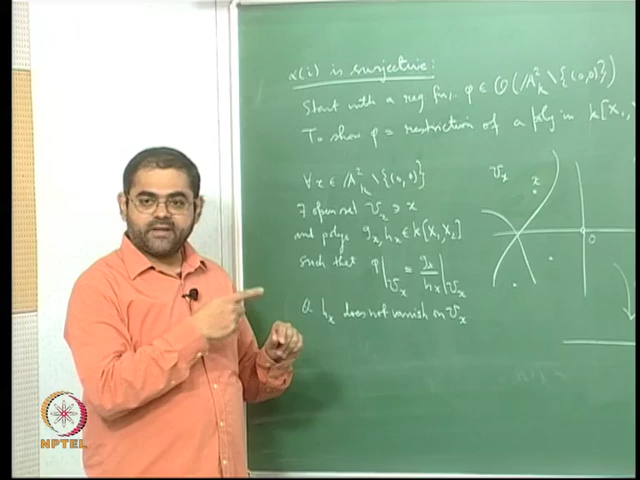 α(i) is surjective:
Start with a reg fn. φ ∈ O(𝔸²ₖ \ {(0,0)})
To show φ = restriction of a poly in k[X₁,
∀ x ∈ 𝔸²ₖ \ {(0,0)}
∃ open set Uₓ ∋ x
and polys gₓ, hₓ ∈ k[X₁, X₂]
such that φ|Uₓ = gₓ/hₓ|Uₓ
& hₓ does not vanish on Uₓ
Uₓ
x
0
NPTEL